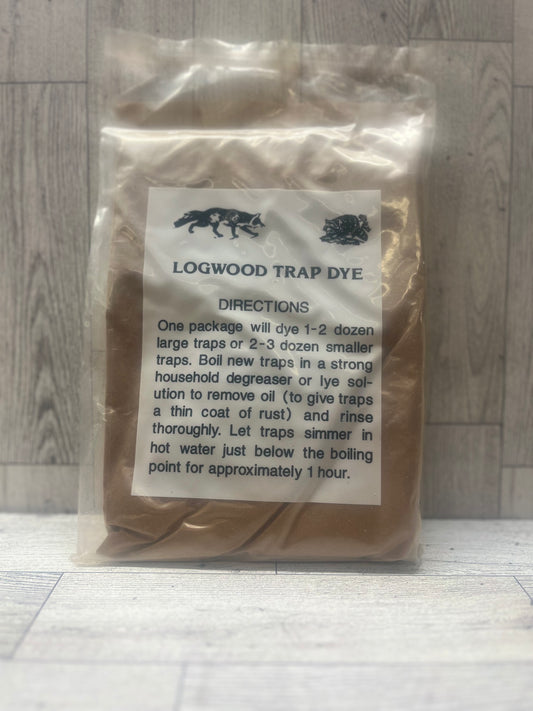 LOGWOOD TRAP DYE
DIRECTIONS
One package will dye 1-2 dozen
large traps or 2-3 dozen smaller
traps. Boil new traps in a strong
household degreaser or lye sol-
ution to remove oil (to give traps
a thin coat of rust) and rinse
thoroughly. Let traps simmer in
hot water just below the boiling
point for approximately 1 hour.